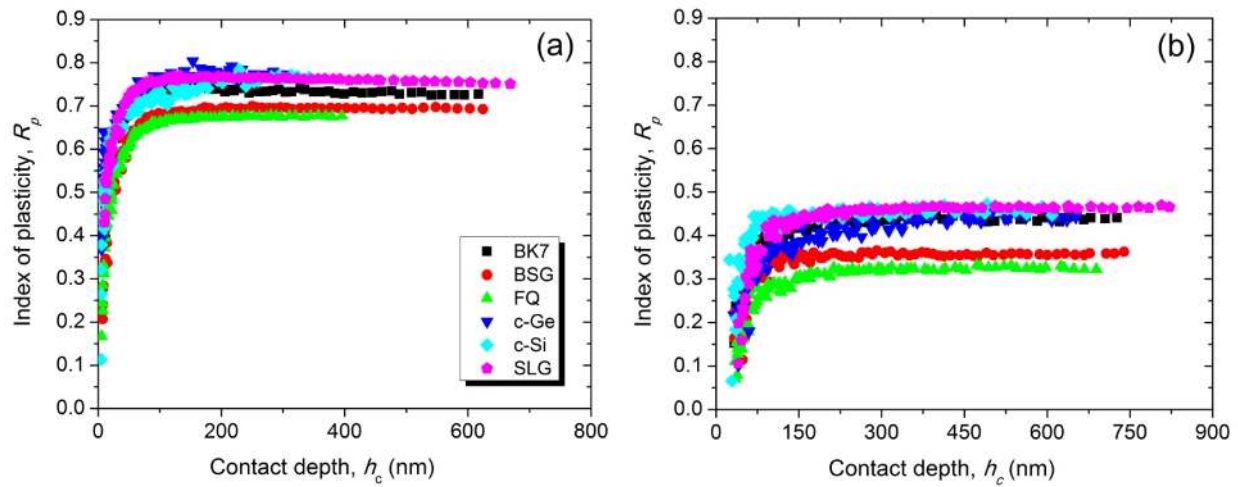 0.9
0.8
0.7
0.6
0.5
0.4
0.3
0.2
0.1
0.0
Index of plasticity, Rp
(a)
BK7
BSG
FQ
c-Ge
c-Si
SLG
0 200 400 600 800
Contact depth, hc (nm)
0.9
0.8
0.7
0.6
0.5
0.4
0.3
0.2
0.1
0.0
Index of plasticity, Rp
(b)
0 150 300 450 600 750 900
Contact depth, hc (nm)